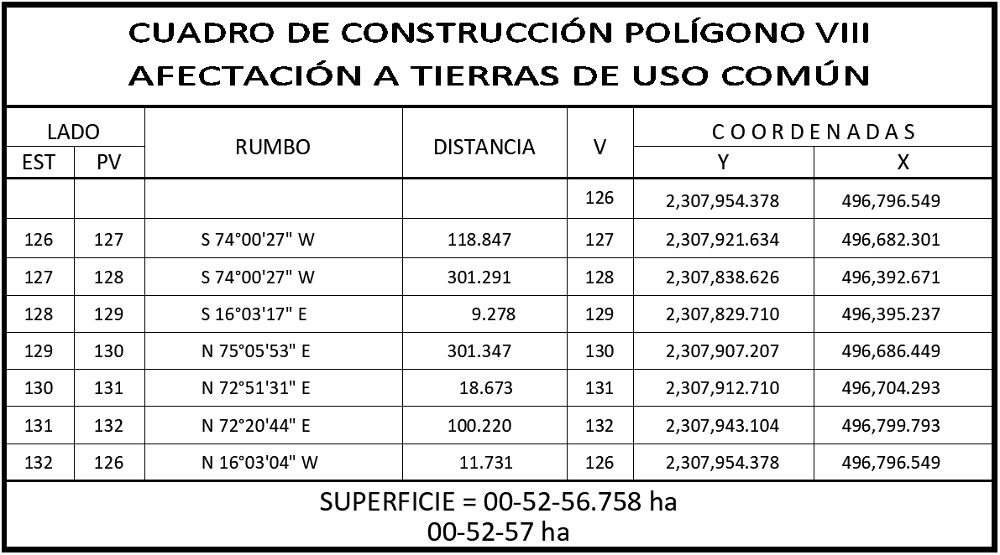 CUADRO DE CONSTRUCCIÓN POLÍGONO VIII
AFECTACIÓN A TIERRAS DE USO COMÚN
LADO RUMBO DISTANCIA V C O O R D E N A D A S
EST PV Y X
126 2,307,954.378 496,796.549
126 127 S 74°00'27" W 118.847 127 2,307,921.634 496,682.301
127 128 S 74°00'27" W 301.291 128 2,307,838.626 496,392.671
128 129 S 16°03'17" E 9.278 129 2,307,829.710 496,395.237
129 130 N 75°05'53" E 301.347 130 2,307,907.207 496,686.449
130 131 N 72°51'31" E 18.673 131 2,307,912.710 496,704.293
131 132 N 72°20'44" E 100.220 132 2,307,943.104 496,799.793
132 126 N 16°03'04" W 11.731 126 2,307,954.378 496,796.549
SUPERFICIE = 00-52-56.758 ha
00-52-57 ha